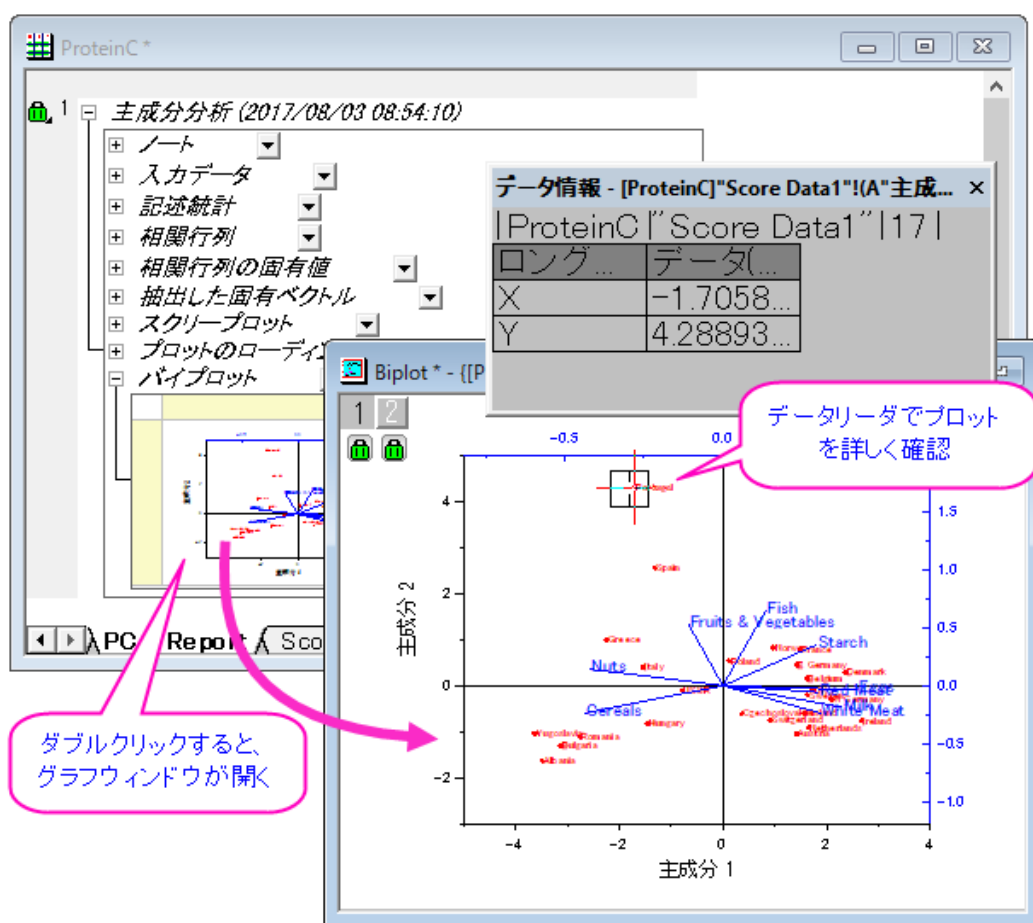 ProteinC *
1 主成分分析 (2017/08/03 08:54:10)
ノート
入力データ
記述統計
相関行列
相関行列の固有値
抽出した固有ベクトル
スクリープロット
プロットのローディ
バイプロット
PC
Report
Sco
データ情報 - [ProteinC]"Score Data1"!(A"主成...
|ProteinC|"Score Data1"|17|
ロング... データ(...
X -1.7058...
Y 4.28893...
Biplot * - {[P
1 2
データリーダでプロット
を詳しく確認
ダブルクリックすると、
グラフウィンドウが開く
-0.5 0.0
1.5
1.0
0.5
0.0
-0.5
-1.0
4
2
0
-2
-4 -2 0 2 4
主成分 1
主成分 2
Portugal
Spain
Fish
Fruits & Vegetables
Greece
Starch
Nuts
Italy
Poland
Germany
Denmark
Belgium
Red Meat
Milk
Cereals
White Meat
Hungary
Ireland
Netherlands
Austria
Yugoslavia
Romania
Bulgaria
Albania